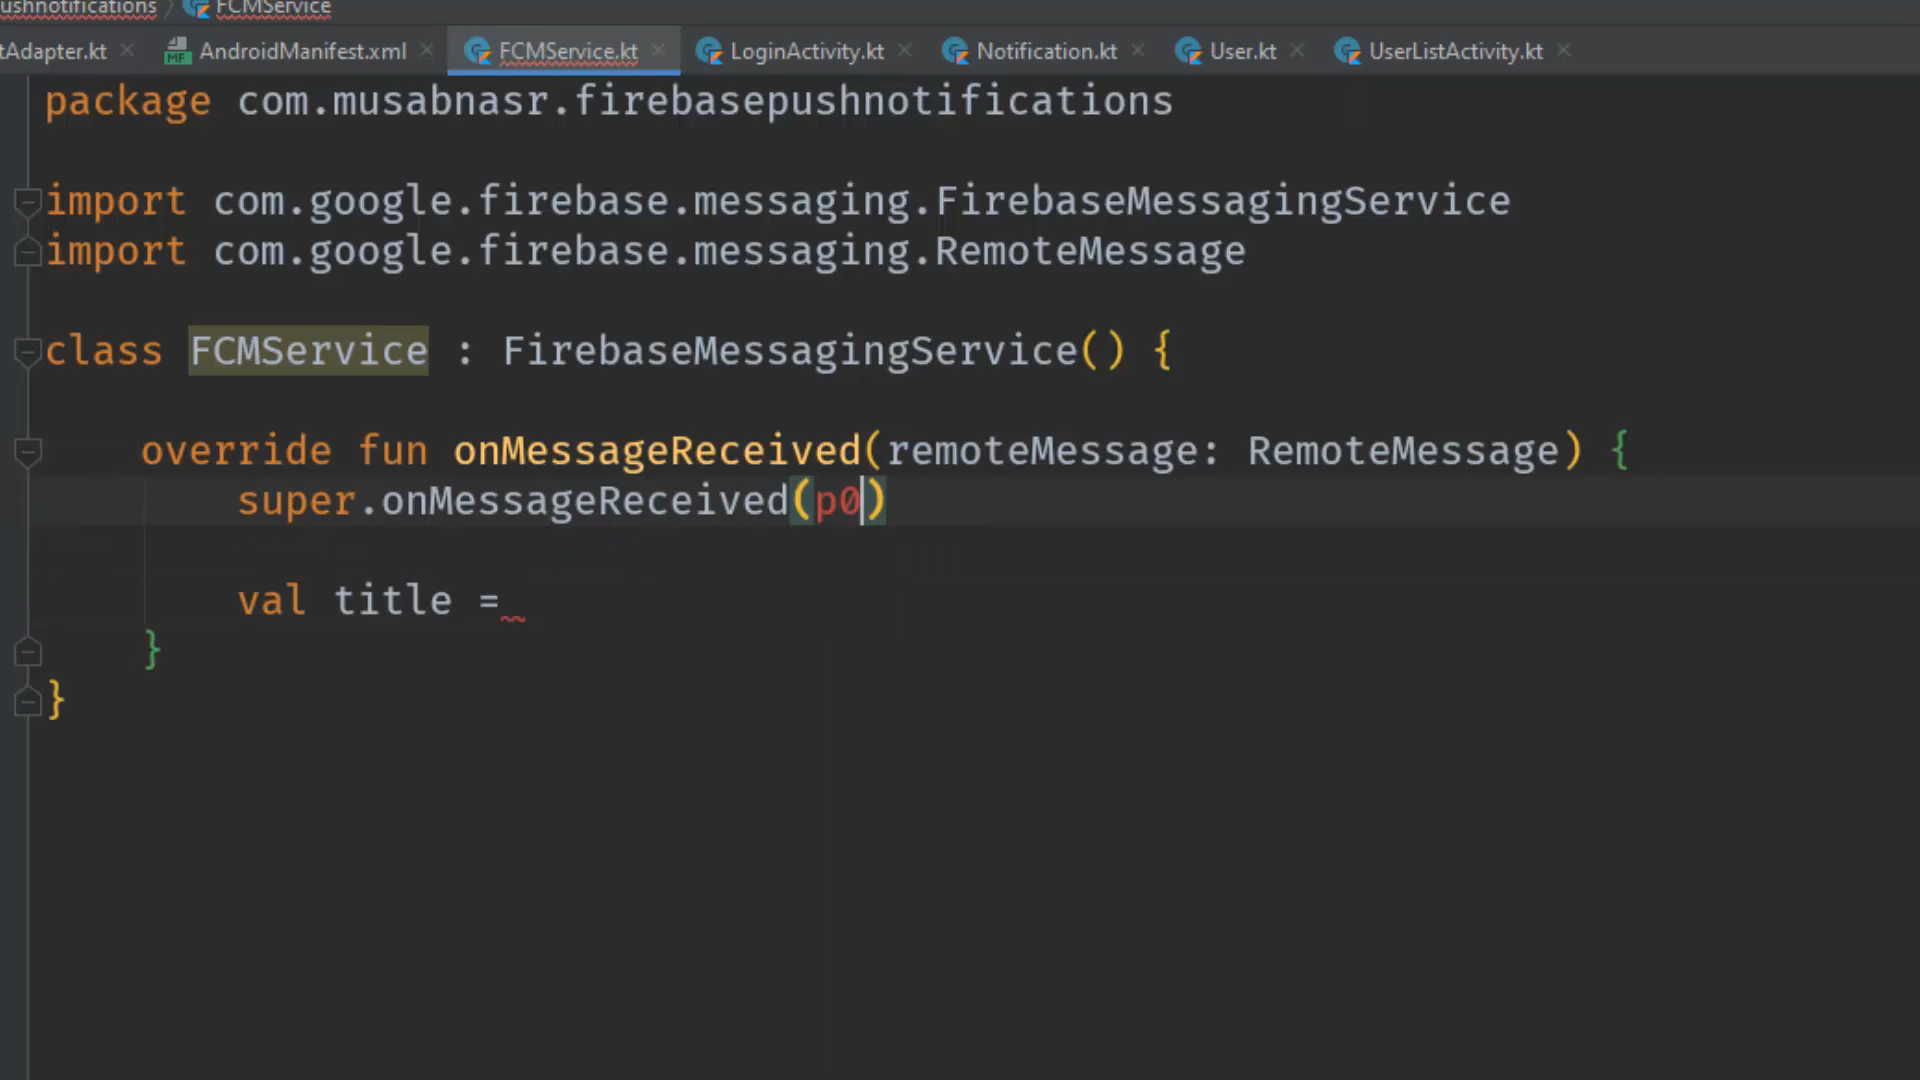 ushnotifications FCMService
tAdapter.kt AndroidManifest.xml FCMService.kt LoginActivity.kt Notification.kt User.kt UserListActivity.kt
package com.musabnasr.firebasepushnotifications
import com.google.firebase.messaging.FirebaseMessagingService
import com.google.firebase.messaging.RemoteMessage
class FCMService : FirebaseMessagingService() {
override fun onMessageReceived(remoteMessage: RemoteMessage) {
super.onMessageReceived(p0)
val title =
}
}